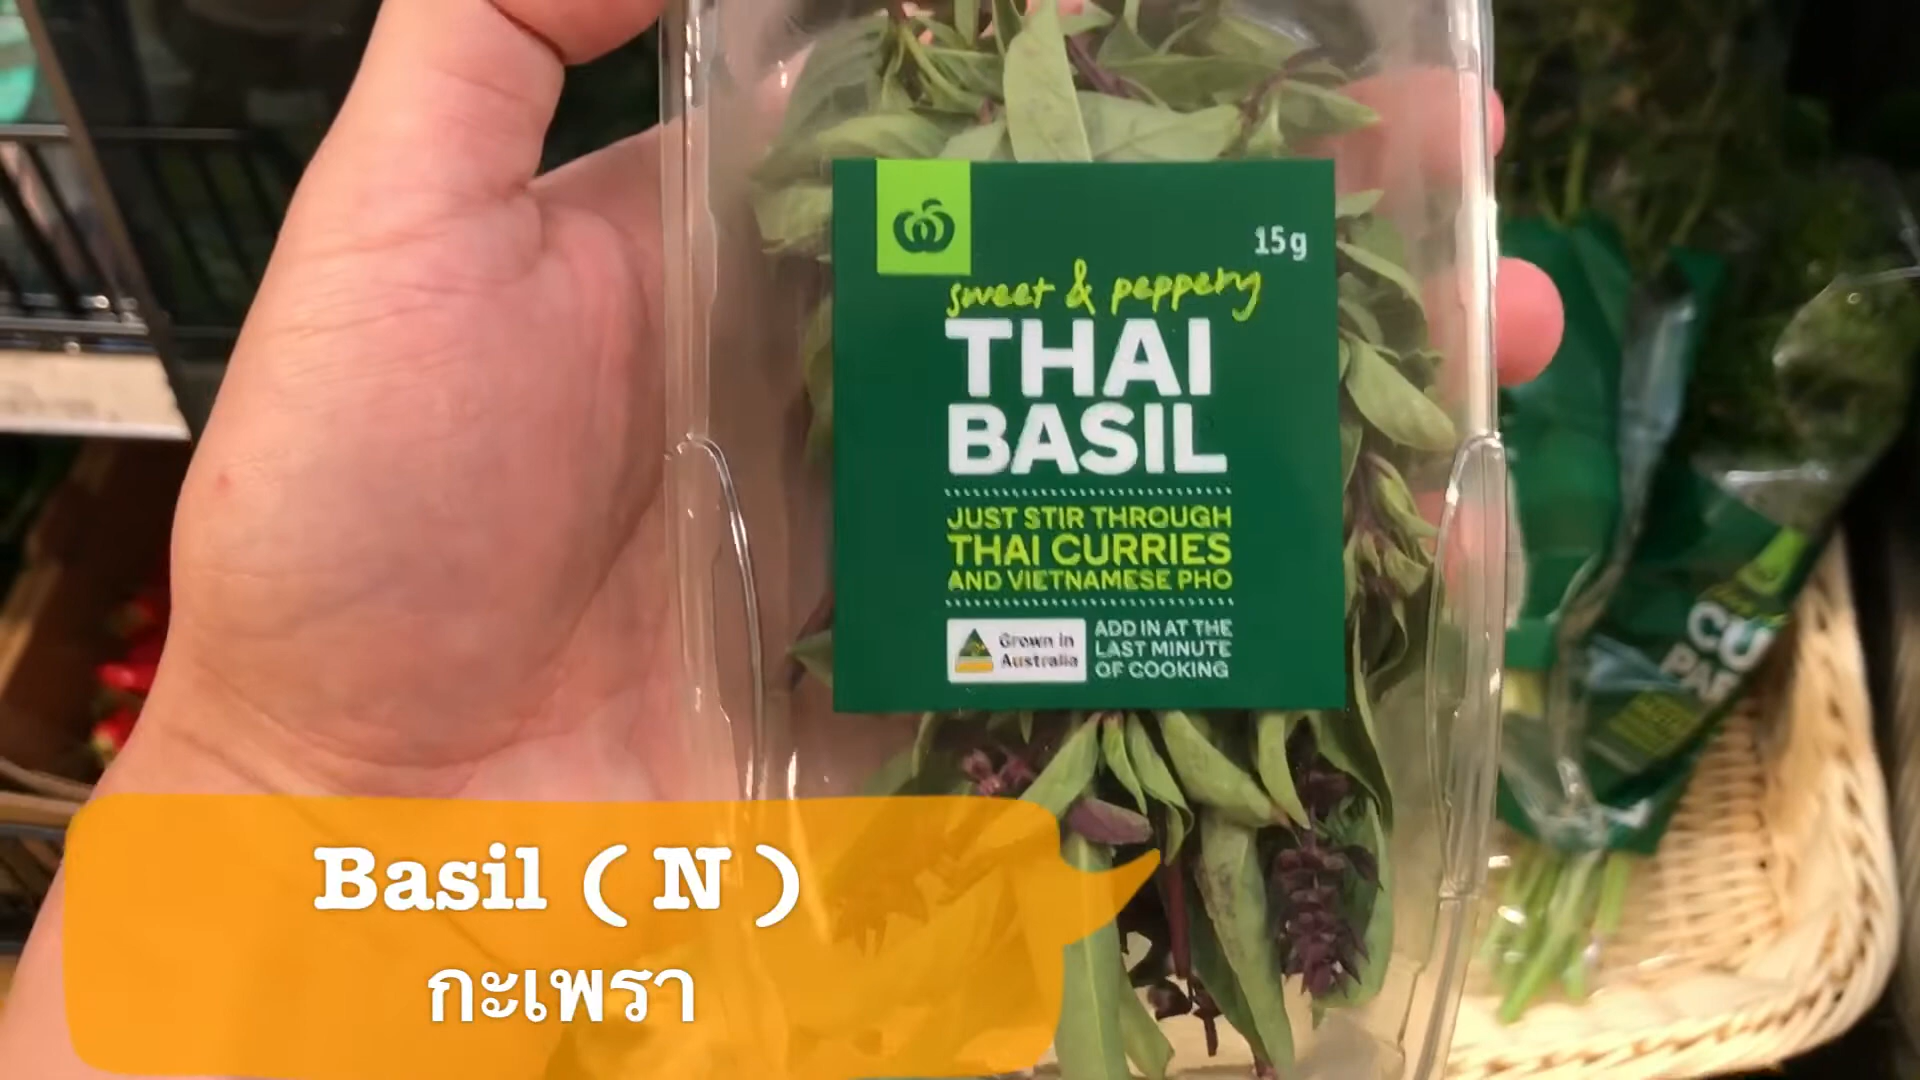 15g
sweet & peppery
THAI
BASIL
JUST STIR THROUGH
THAI CURRIES
AND VIETNAMESE PHO
Grown in
Australia
ADD IN AT THE
LAST MINUTE
OF COOKING
Basil ( N )
กะเพรา